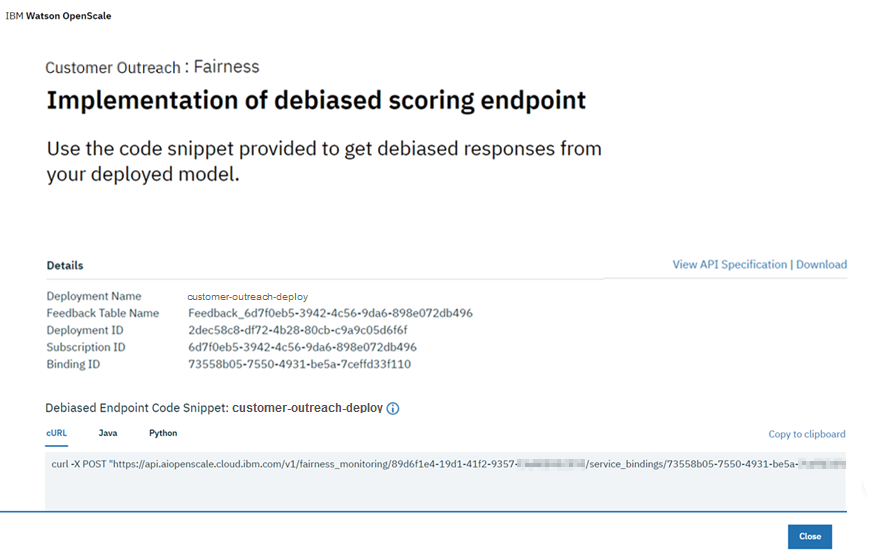 IBM Watson OpenScale
Customer Outreach : Fairness
Implementation of debiased scoring endpoint
Use the code snippet provided to get debiased responses from
your deployed model.
Details
View API Specification | Download
Deployment Name customer-outreach-deploy
Feedback Table Name Feedback_6d7f0eb5-3942-4c56-9da6-898e072db496
Deployment ID 2dec58c8-df72-4b28-80cb-c9a9c05d6f6f
Subscription ID 6d7f0eb5-3942-4c56-9da6-898e072db496
Binding ID 73558b05-7550-4931-be5a-7ceffd33f110
Debiased Endpoint Code Snippet: customer-outreach-deploy
cURL Java Python
Copy to clipboard
curl -X POST "https://api.aiopenscale.cloud.ibm.com/v1/fairness_monitoring/89d6f1e4-19d1-41f2-9357- /service_bindings/73558b05-7550-4931-be5a-
Close